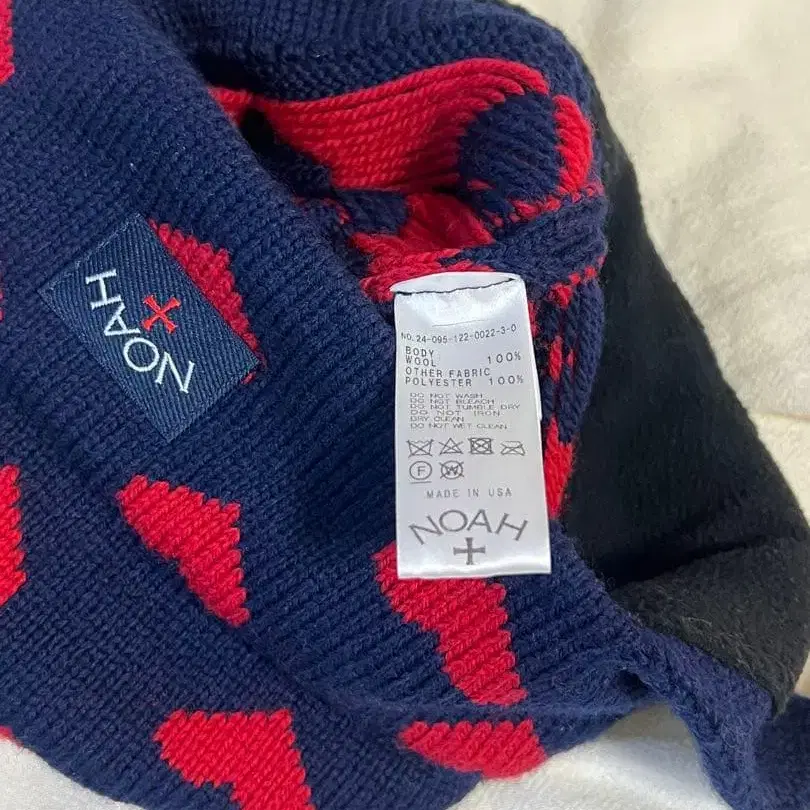 NOAH
NO.24-095-122-0022-3-0
BODY
WOOL 100%
OTHER FABRIC
POLYESTER 100%
DO NOT WASH
DO NOT BLEACH
DO NOT TUMBLE DRY
DO NOT IRON
DRY CLEAN
DO NOT WET CLEAN
F W
MADE IN USA
NOAH